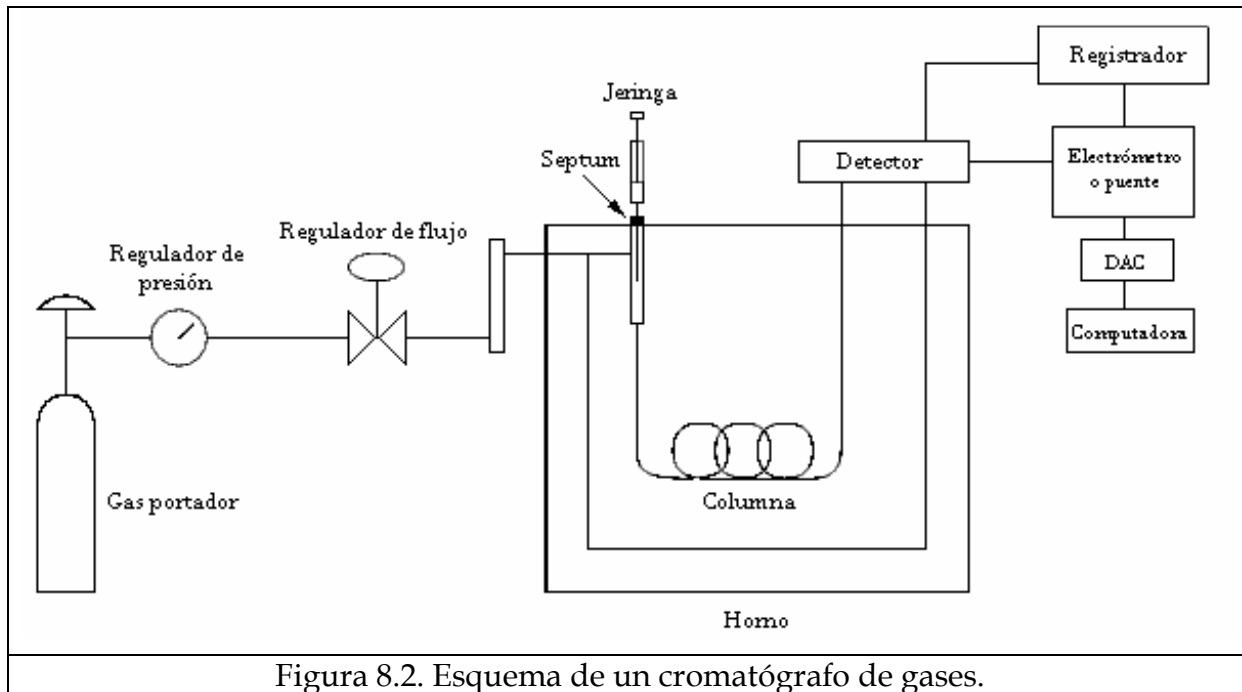 Registrador
Jeringa
Septum
Detector
Electrómetro
o puente
Regulador de flujo
Regulador de
presión
DAC
Computadora
Gas portador
Columna
Horno
Figura 8.2. Esquema de un cromatógrafo de gases.